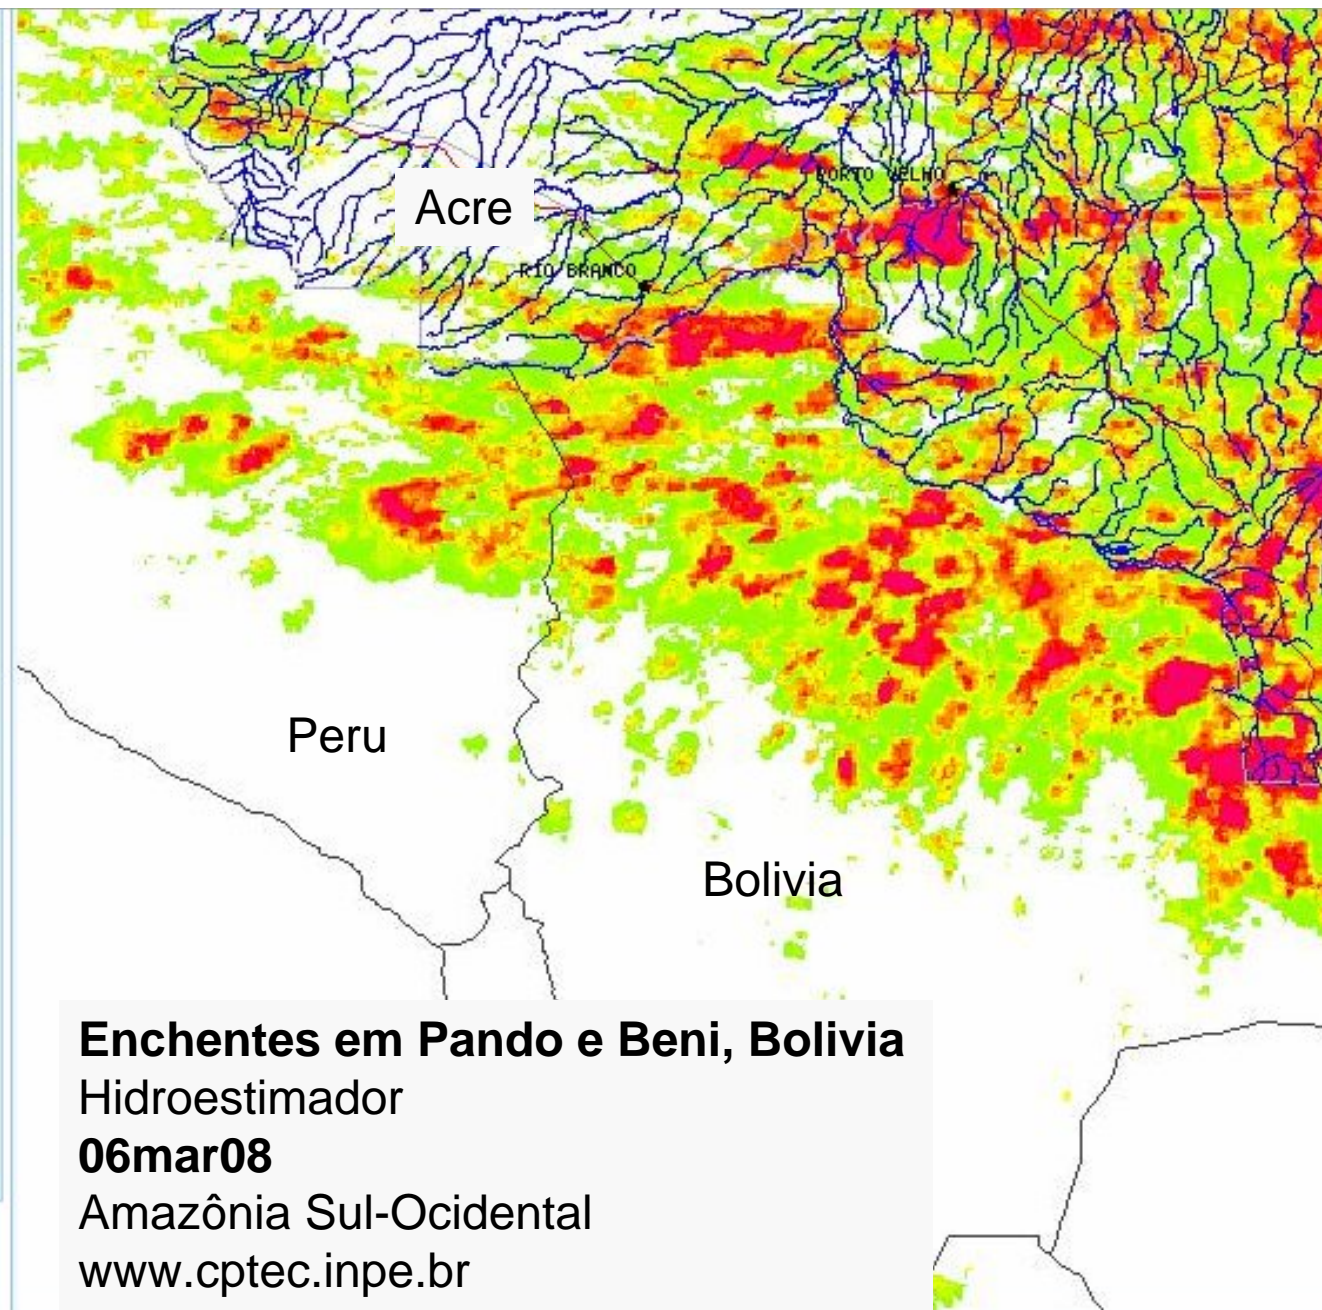 PORTO VELHO
Acre
RIO BRANCO
Peru
Bolivia
Enchentes em Pando e Beni, Bolivia
Hidroestimador
06mar08
Amazônia Sul-Ocidental
www.cptec.inpe.br